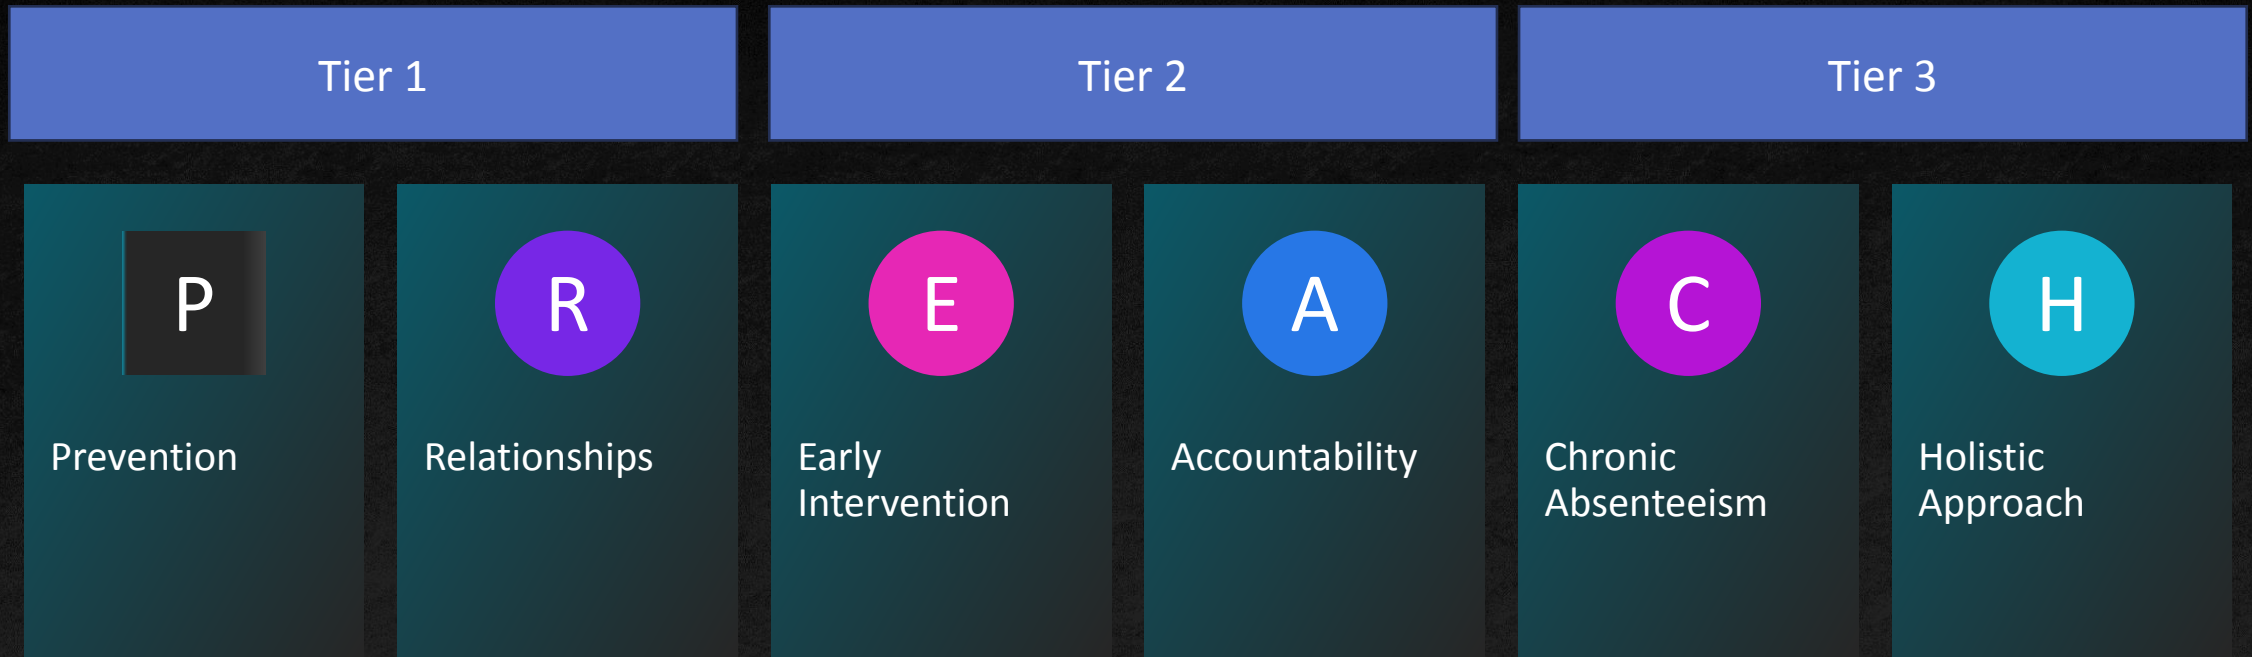 Tier 1
Tier 2
Tier 3
P
R
E
A
C
H
Prevention
Relationships
Early
Intervention
Accountability
Chronic
Absenteeism
Holistic
Approach